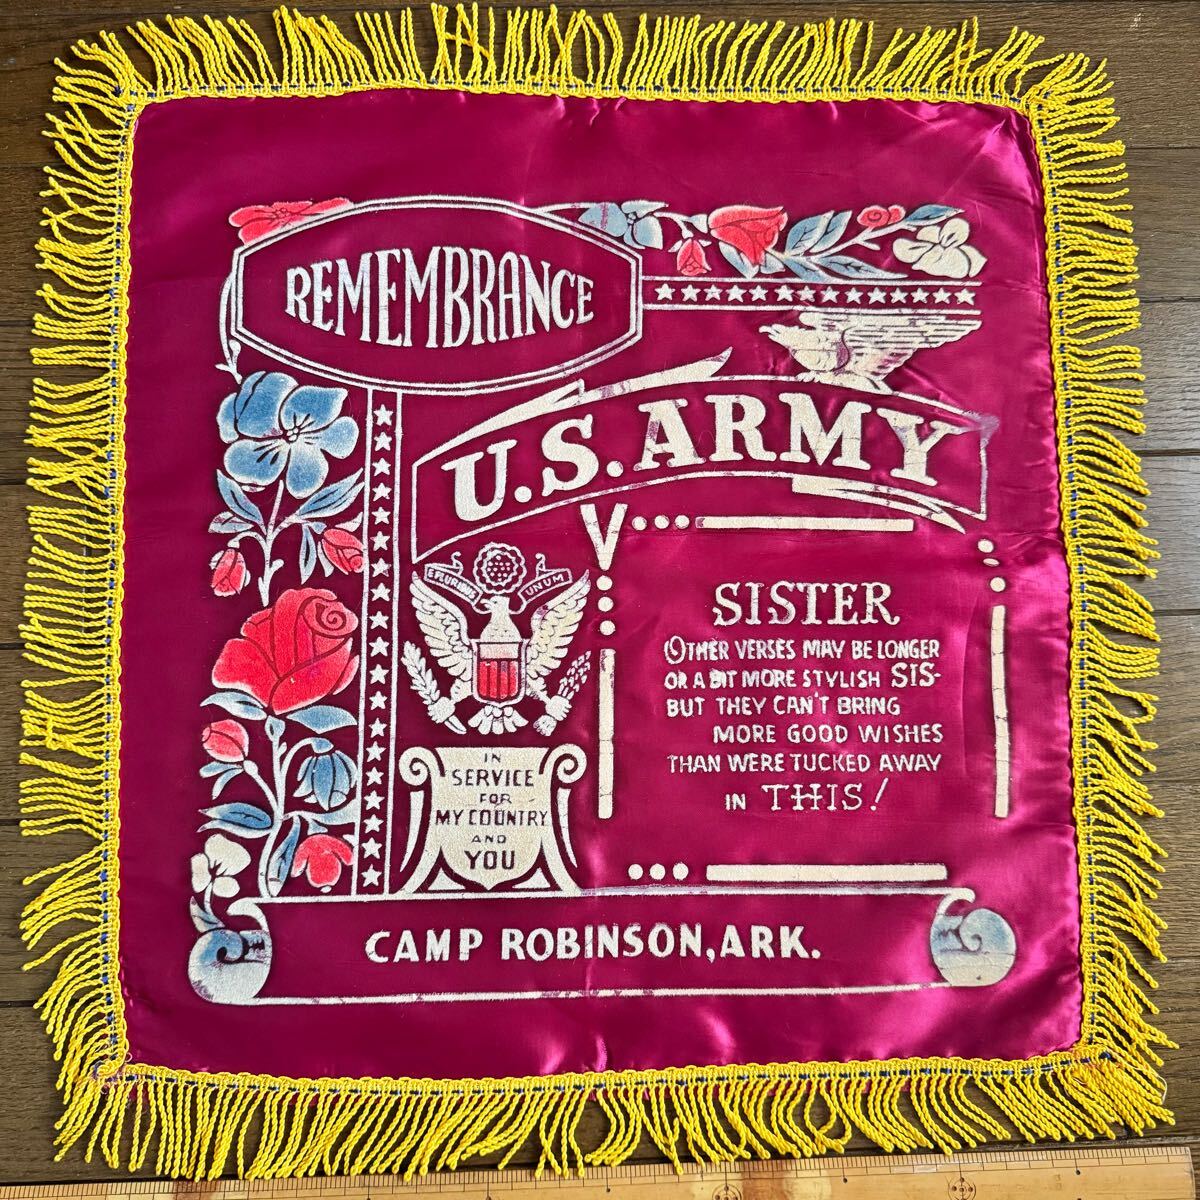 REMEMBRANCE
U.S. ARMY
E PLURIBUS UNUM
SISTER
OTHER VERSES MAY BE LONGER
OR A BIT MORE STYLISH SIS-
BUT THEY CAN'T BRING
MORE GOOD WISHES
THAN WERE TUCKED AWAY
IN THIS!
IN
SERVICE
FOR
MY COUNTRY
AND
YOU
CAMP ROBINSON, ARK.